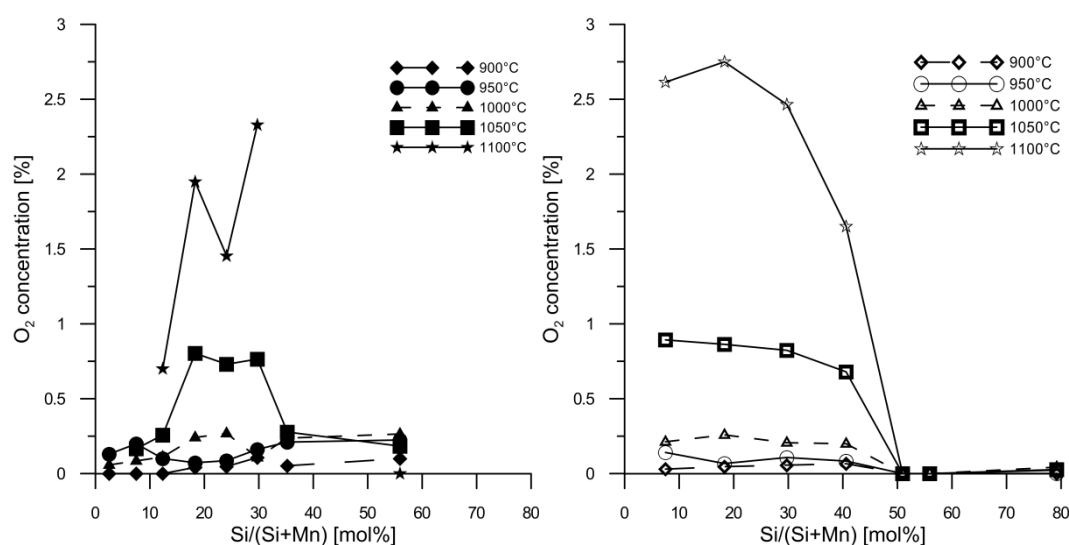 3
2.5
2
1.5
1
0.5
0
O₂ concentration [%]
900°C
950°C
1000°C
1050°C
1100°C
0 10 20 30 40 50 60 70 80
Si/(Si+Mn) [mol%]
3
2.5
2
1.5
1
0.5
0
O₂ concentration [%]
900°C
950°C
1000°C
1050°C
1100°C
0 10 20 30 40 50 60 70 80
Si/(Si+Mn) [mol%]